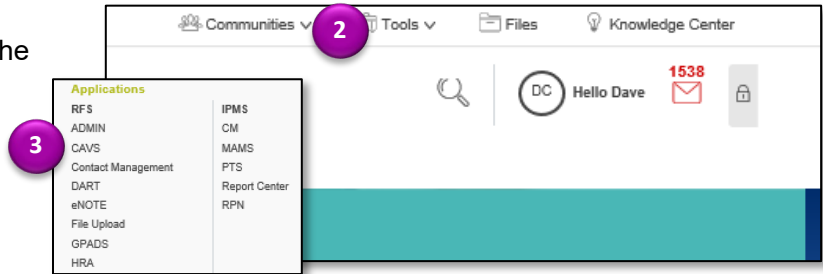 Communities
2
Tools
Files
Knowledge Center
he
DC
Hello Dave
1538
3
Applications
RFS
ADMIN
CAVS
Contact Management
DART
eNOTE
File Upload
GPADS
HRA
IPMS
CM
MAMS
PTS
Report Center
RPN